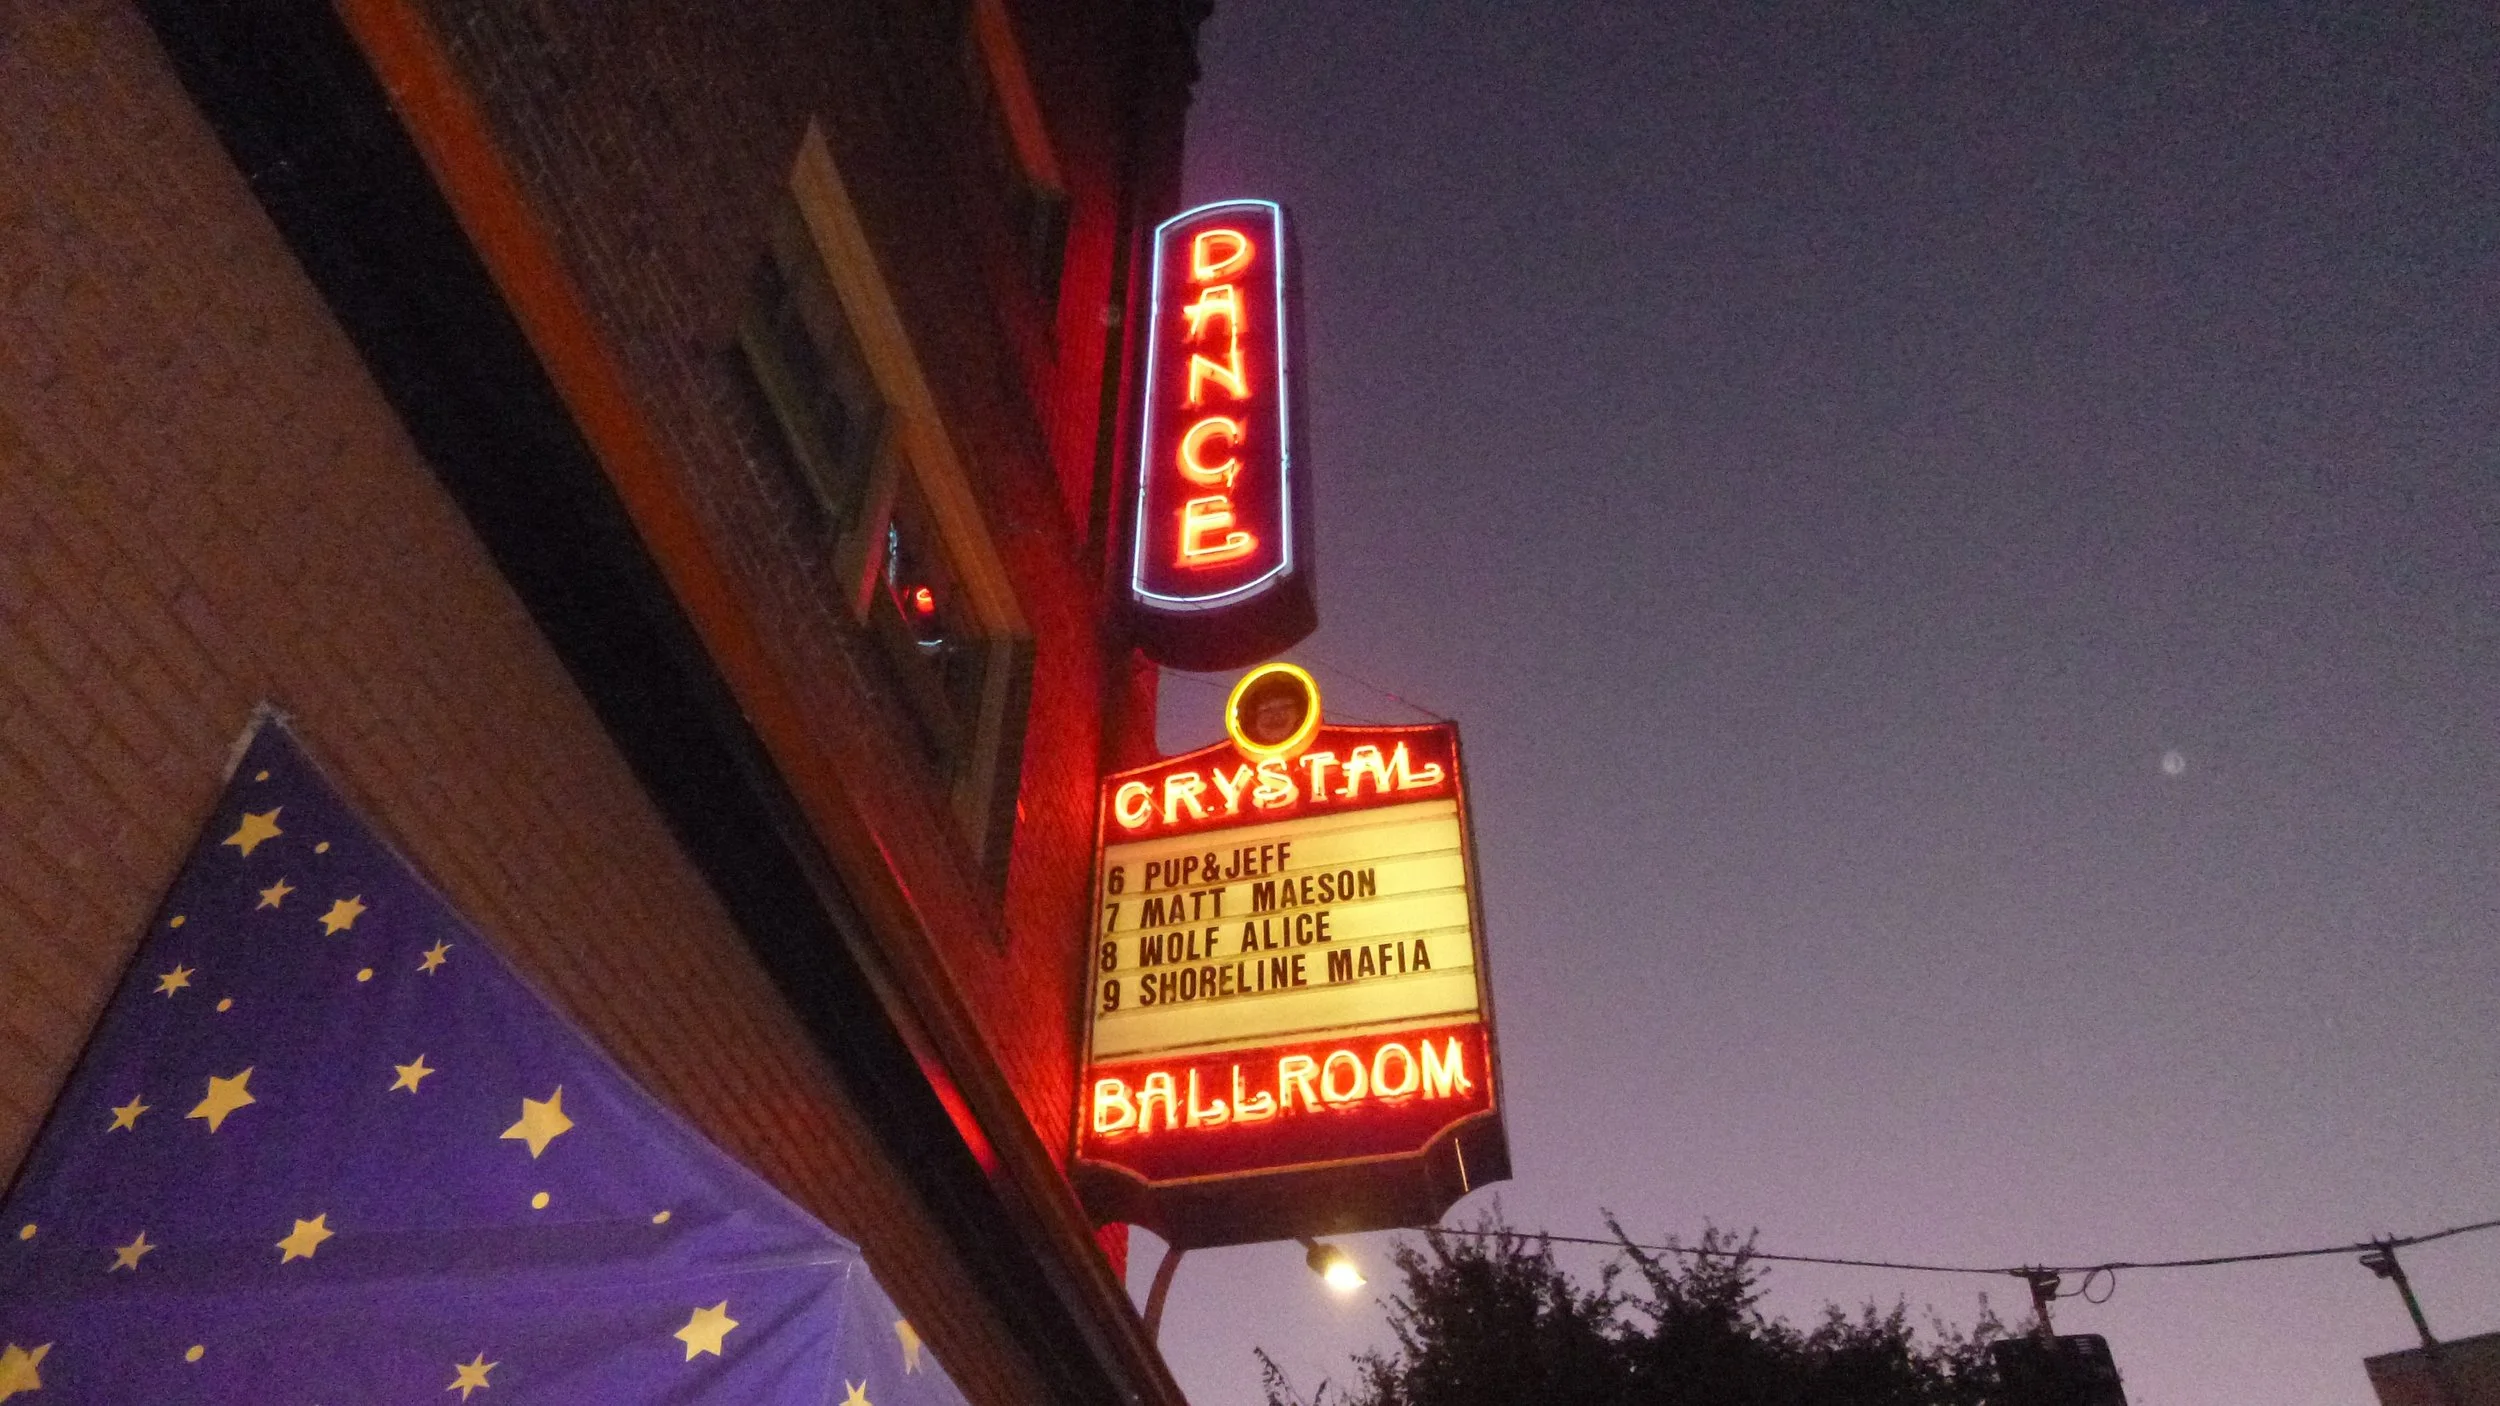 DANCE
CRYSTAL
6 PUP&JEFF
7 MATT MAESON
8 WOLF ALICE
9 SHORELINE MAFIA
BALLROOM